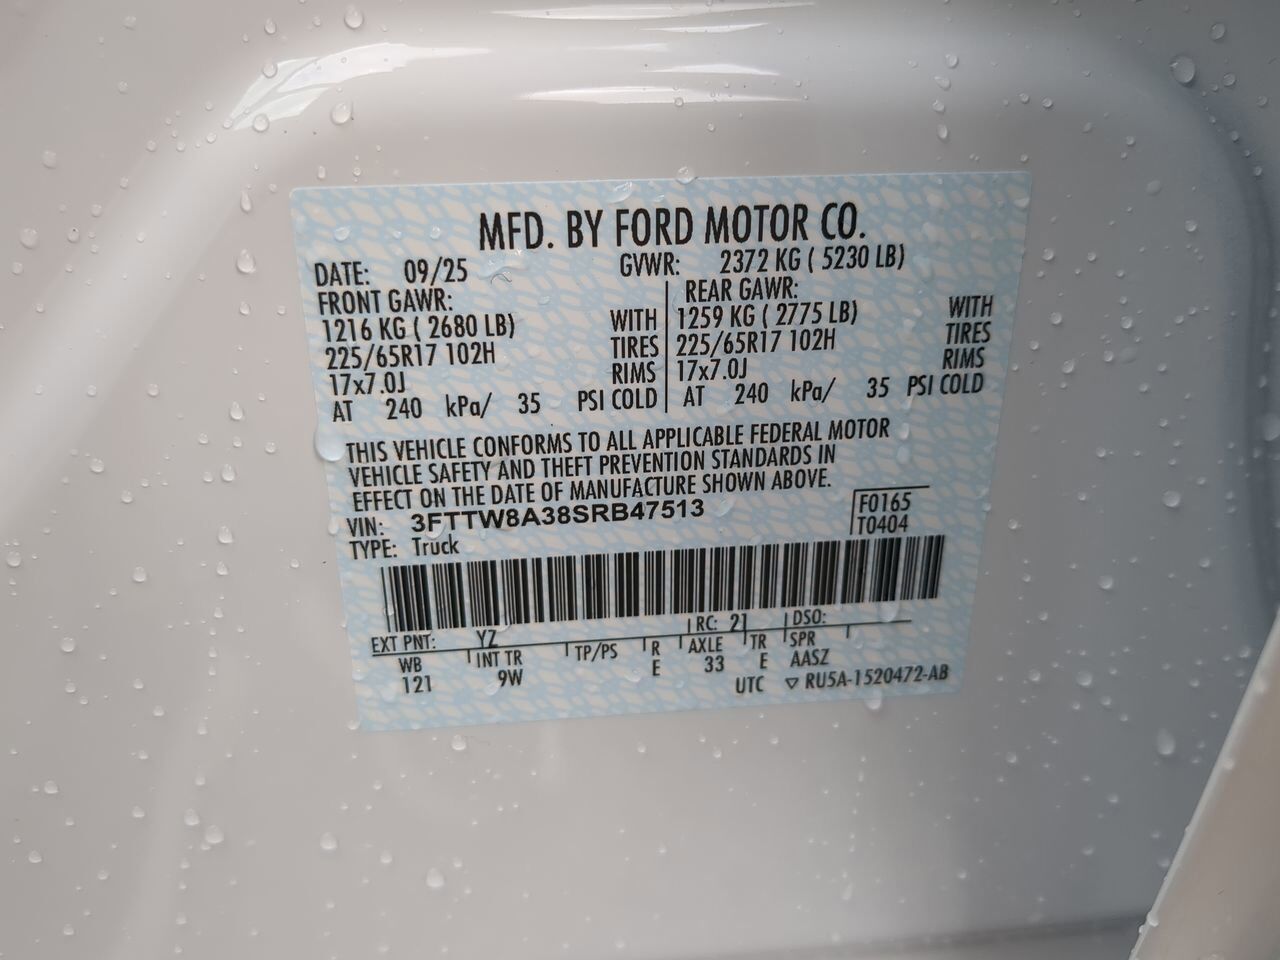 MFD. BY FORD MOTOR CO.
DATE: 09/25 GVWR: 2372 KG ( 5230 LB)
FRONT GAWR: REAR GAWR:
1216 KG ( 2680 LB) WITH 1259 KG ( 2775 LB) WITH
225/65R17 102H TIRES 225/65R17 102H TIRES
17x7.0J RIMS 17x7.0J RIMS
AT 240 kPa/ 35 PSI COLD AT 240 kPa/ 35 PSI COLD
THIS VEHICLE CONFORMS TO ALL APPLICABLE FEDERAL MOTOR
VEHICLE SAFETY AND THEFT PREVENTION STANDARDS IN
EFFECT ON THE DATE OF MANUFACTURE SHOWN ABOVE.
VIN: 3FTTW8A38SRB47513 F0165
TYPE: Truck T0404
EXT PNT: YZ RC: 21 DSO:
WB INT TR TP/PS R AXLE TR SPR
121 9W E 33 E AASZ
UTC ▽ RU5A-1520472-AB